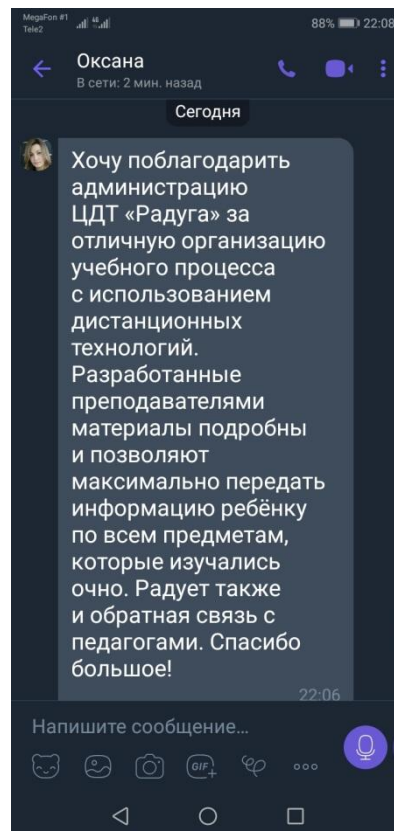 MegaFon #1
Tele2
88%
22:08
Оксана
В сети: 2 мин. назад
Сегодня
Хочу поблагодарить
администрацию
ЦДТ «Радуга» за
отличную организацию
учебного процесса
с использованием
дистанционных
технологий.
Разработанные
преподавателями
материалы подробны
и позволяют
максимально передать
информацию ребёнку
по всем предметам,
которые изучались
очно. Радует также
и обратная связь с
педагогами. Спасибо
большое!
22:06
Напишите сообщение...
GIF